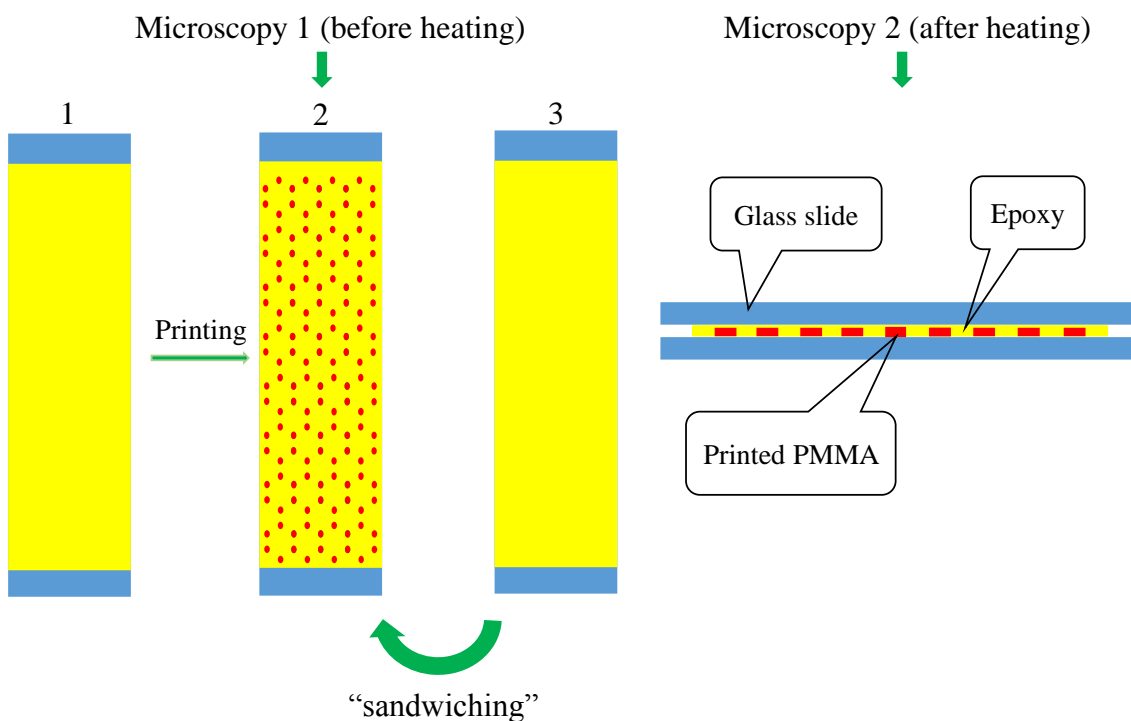 Microscopy 1 (before heating)
Microscopy 2 (after heating)
1
2
3
Glass slide
Epoxy
Printing
Printed PMMA
“sandwiching”